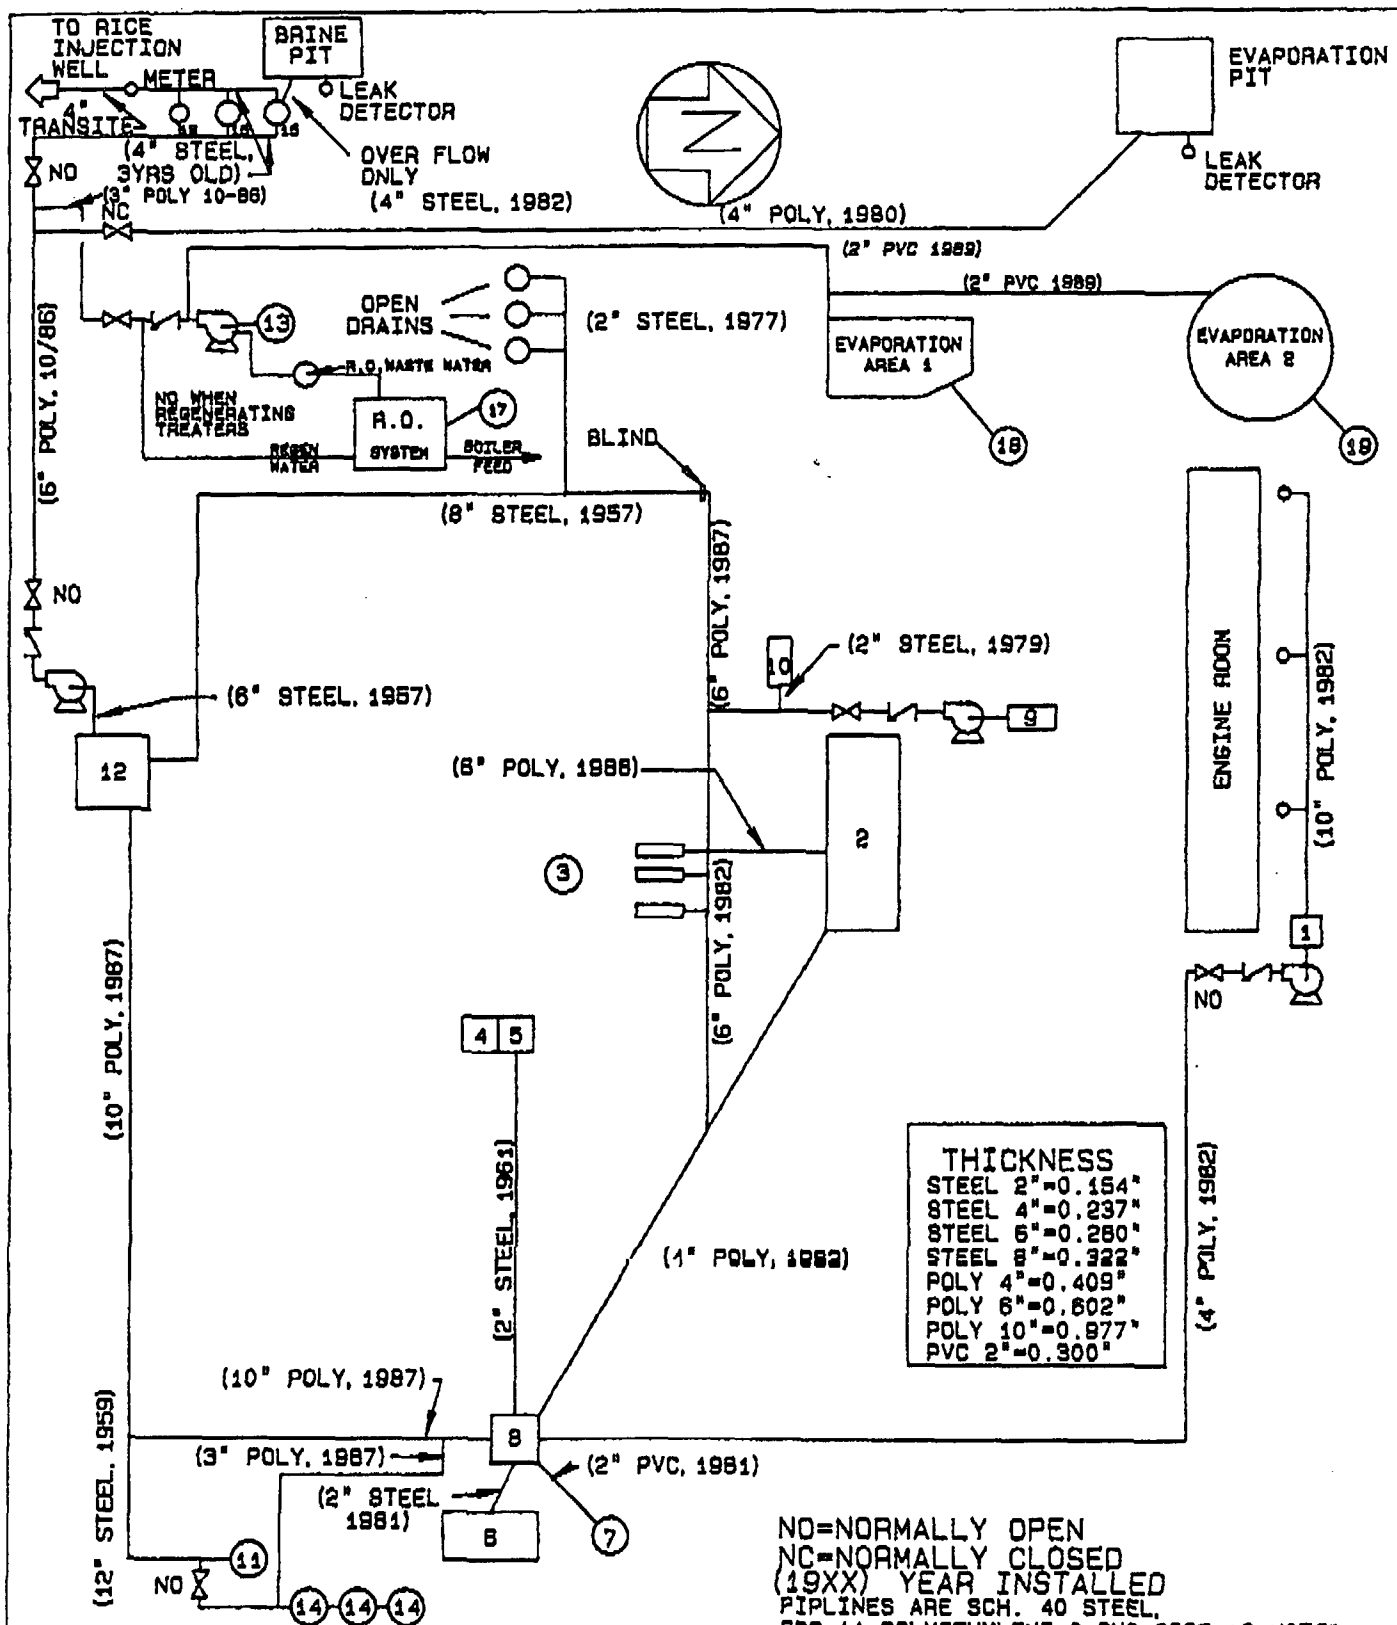 TO RICE
INJECTION
WELL
METER
4"
TRANSITE
BRINE
PIT
LEAK
DETECTOR
15
(4" STEEL,
3YRS OLD)
OVER FLOW
ONLY
(4" STEEL, 1982)
NO
(3" POLY 10-86)
NC
N
(4" POLY, 1980)
EVAPORATION
PIT
LEAK
DETECTOR
(2" PVC 1989)
(2" PVC 1989)
(6" POLY, 10/86)
13
OPEN
DRAINS
(2" STEEL, 1977)
R.O. WASTE WATER
NO WHEN
REGENERATING
TREATERS
R.O.
SYSTEM
17
REGEN
WATER
BOILER
FEED
EVAPORATION
AREA 1
18
EVAPORATION
AREA 2
19
BLIND
(8" STEEL, 1957)
(6" POLY, 1987)
NO
(6" STEEL, 1957)
12
10
(2" STEEL, 1979)
9
(6" POLY, 1986)
2
3
(6" POLY, 1982)
ENGINE ROOM
(10" POLY, 1982)
1
NO
(10" POLY, 1987)
4 5
(2" STEEL, 1961)
(1" POLY, 1982)
THICKNESS
STEEL 2"=0.154"
STEEL 4"=0.237"
STEEL 6"=0.280"
STEEL 8"=0.322"
POLY 4"=0.409"
POLY 6"=0.602"
POLY 10"=0.977"
PVC 2"=0.300"
(4" POLY, 1982)
(10" POLY, 1987)
8
(3" POLY, 1987)
(2" PVC, 1981)
(2" STEEL
1981)
6
7
(12" STEEL, 1959)
11
NO
14 14 14
NO=NORMALLY OPEN
NC=NORMALLY CLOSED
(19XX) YEAR INSTALLED
PIPLINES ARE SCH. 40 STEEL,